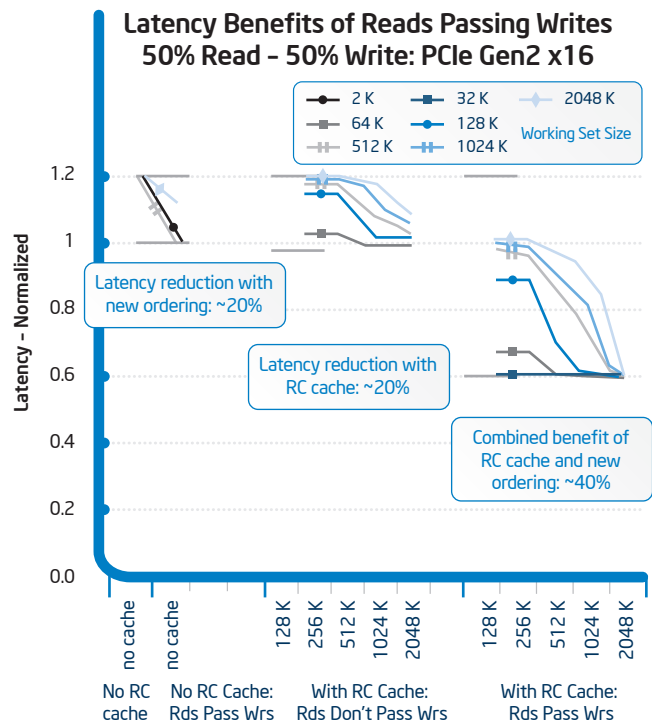 Latency Benefits of Reads Passing Writes
50% Read – 50% Write: PCIe Gen2 x16
2 K
32 K
2048 K
64 K
128 K
Working Set Size
512 K
1024 K
Latency – Normalized
1.2
1
0.8
0.6
0.4
0.2
0.0
Latency reduction with
new ordering: ~20%
Latency reduction with
RC cache: ~20%
Combined benefit of
RC cache and new
ordering: ~40%
no cache
no cache
128 K
256 K
512 K
1024 K
2048 K
128 K
256 K
512 K
1024 K
2048 K
No RC
cache
No RC Cache:
Rds Pass Wrs
With RC Cache:
Rds Don't Pass Wrs
With RC Cache:
Rds Pass Wrs